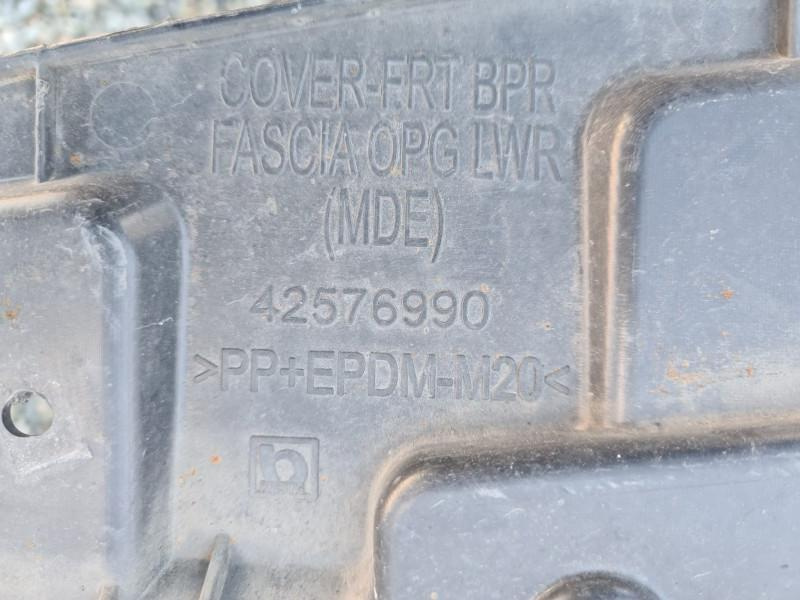 COVER-FRT BPR
FASCIA OPG LWR
(MDE)
42576990
>PP+EPDM-M20<